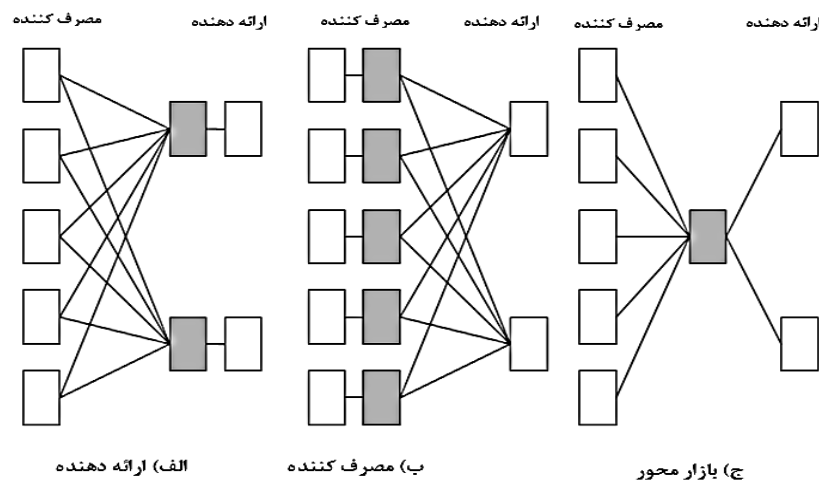 ارائه دهنده
مصرف کننده
ارائه دهنده
مصرف کننده
ارائه دهنده
مصرف کننده
ج) بازار محور
ب) مصرف کننده
الف) ارائه دهنده